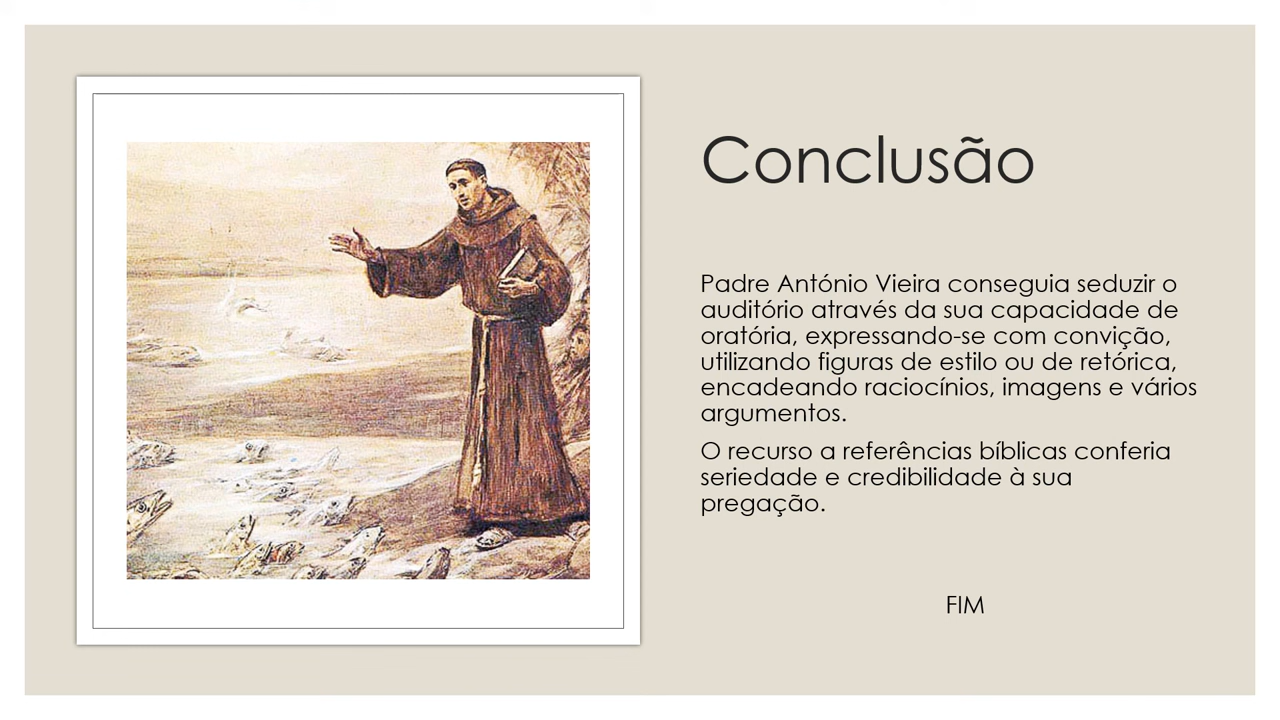 Conclusão
Padre António Vieira conseguia seduzir o
auditório através da sua capacidade de
oratória, expressando-se com convição,
utilizando figuras de estilo ou de retórica,
encadeando raciocínios, imagens e vários
argumentos.
O recurso a referências bíblicas conferia
seriedade e credibilidade à sua
pregação.
FIM